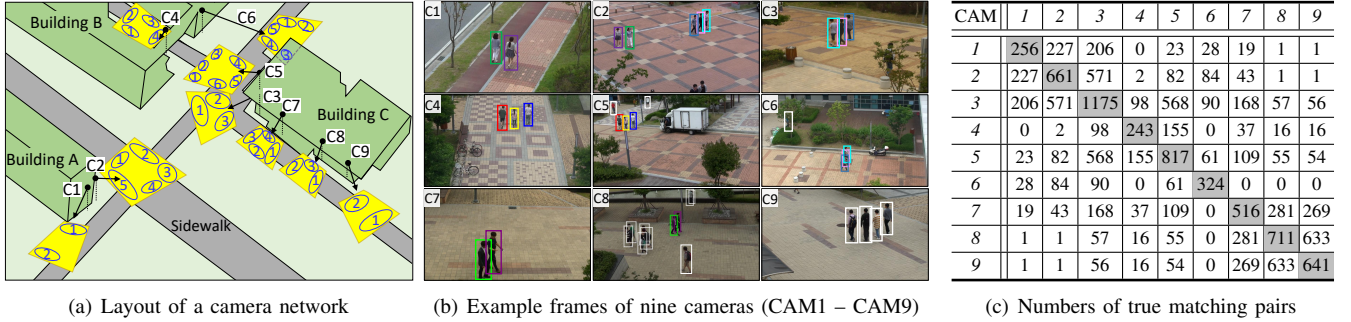 Building B
C4
C6
C5
C3
C7
Building C
C8
C9
Building A
C2
C1
Sidewalk
C1
C2
C3
C4
C5
C6
C7
C8
C9
CAM 1 2 3 4 5 6 7 8 9
1 256 227 206 0 23 28 19 1 1
2 227 661 571 2 82 84 43 1 1
3 206 571 1175 98 568 90 168 57 56
4 0 2 98 243 155 0 37 16 16
5 23 82 568 155 817 61 109 55 54
6 28 84 90 0 61 324 0 0 0
7 19 43 168 37 109 0 516 281 269
8 1 1 57 16 55 0 281 711 633
9 1 1 56 16 54 0 269 633 641
(a) Layout of a camera network
(b) Example frames of nine cameras (CAM1 – CAM9)
(c) Numbers of true matching pairs